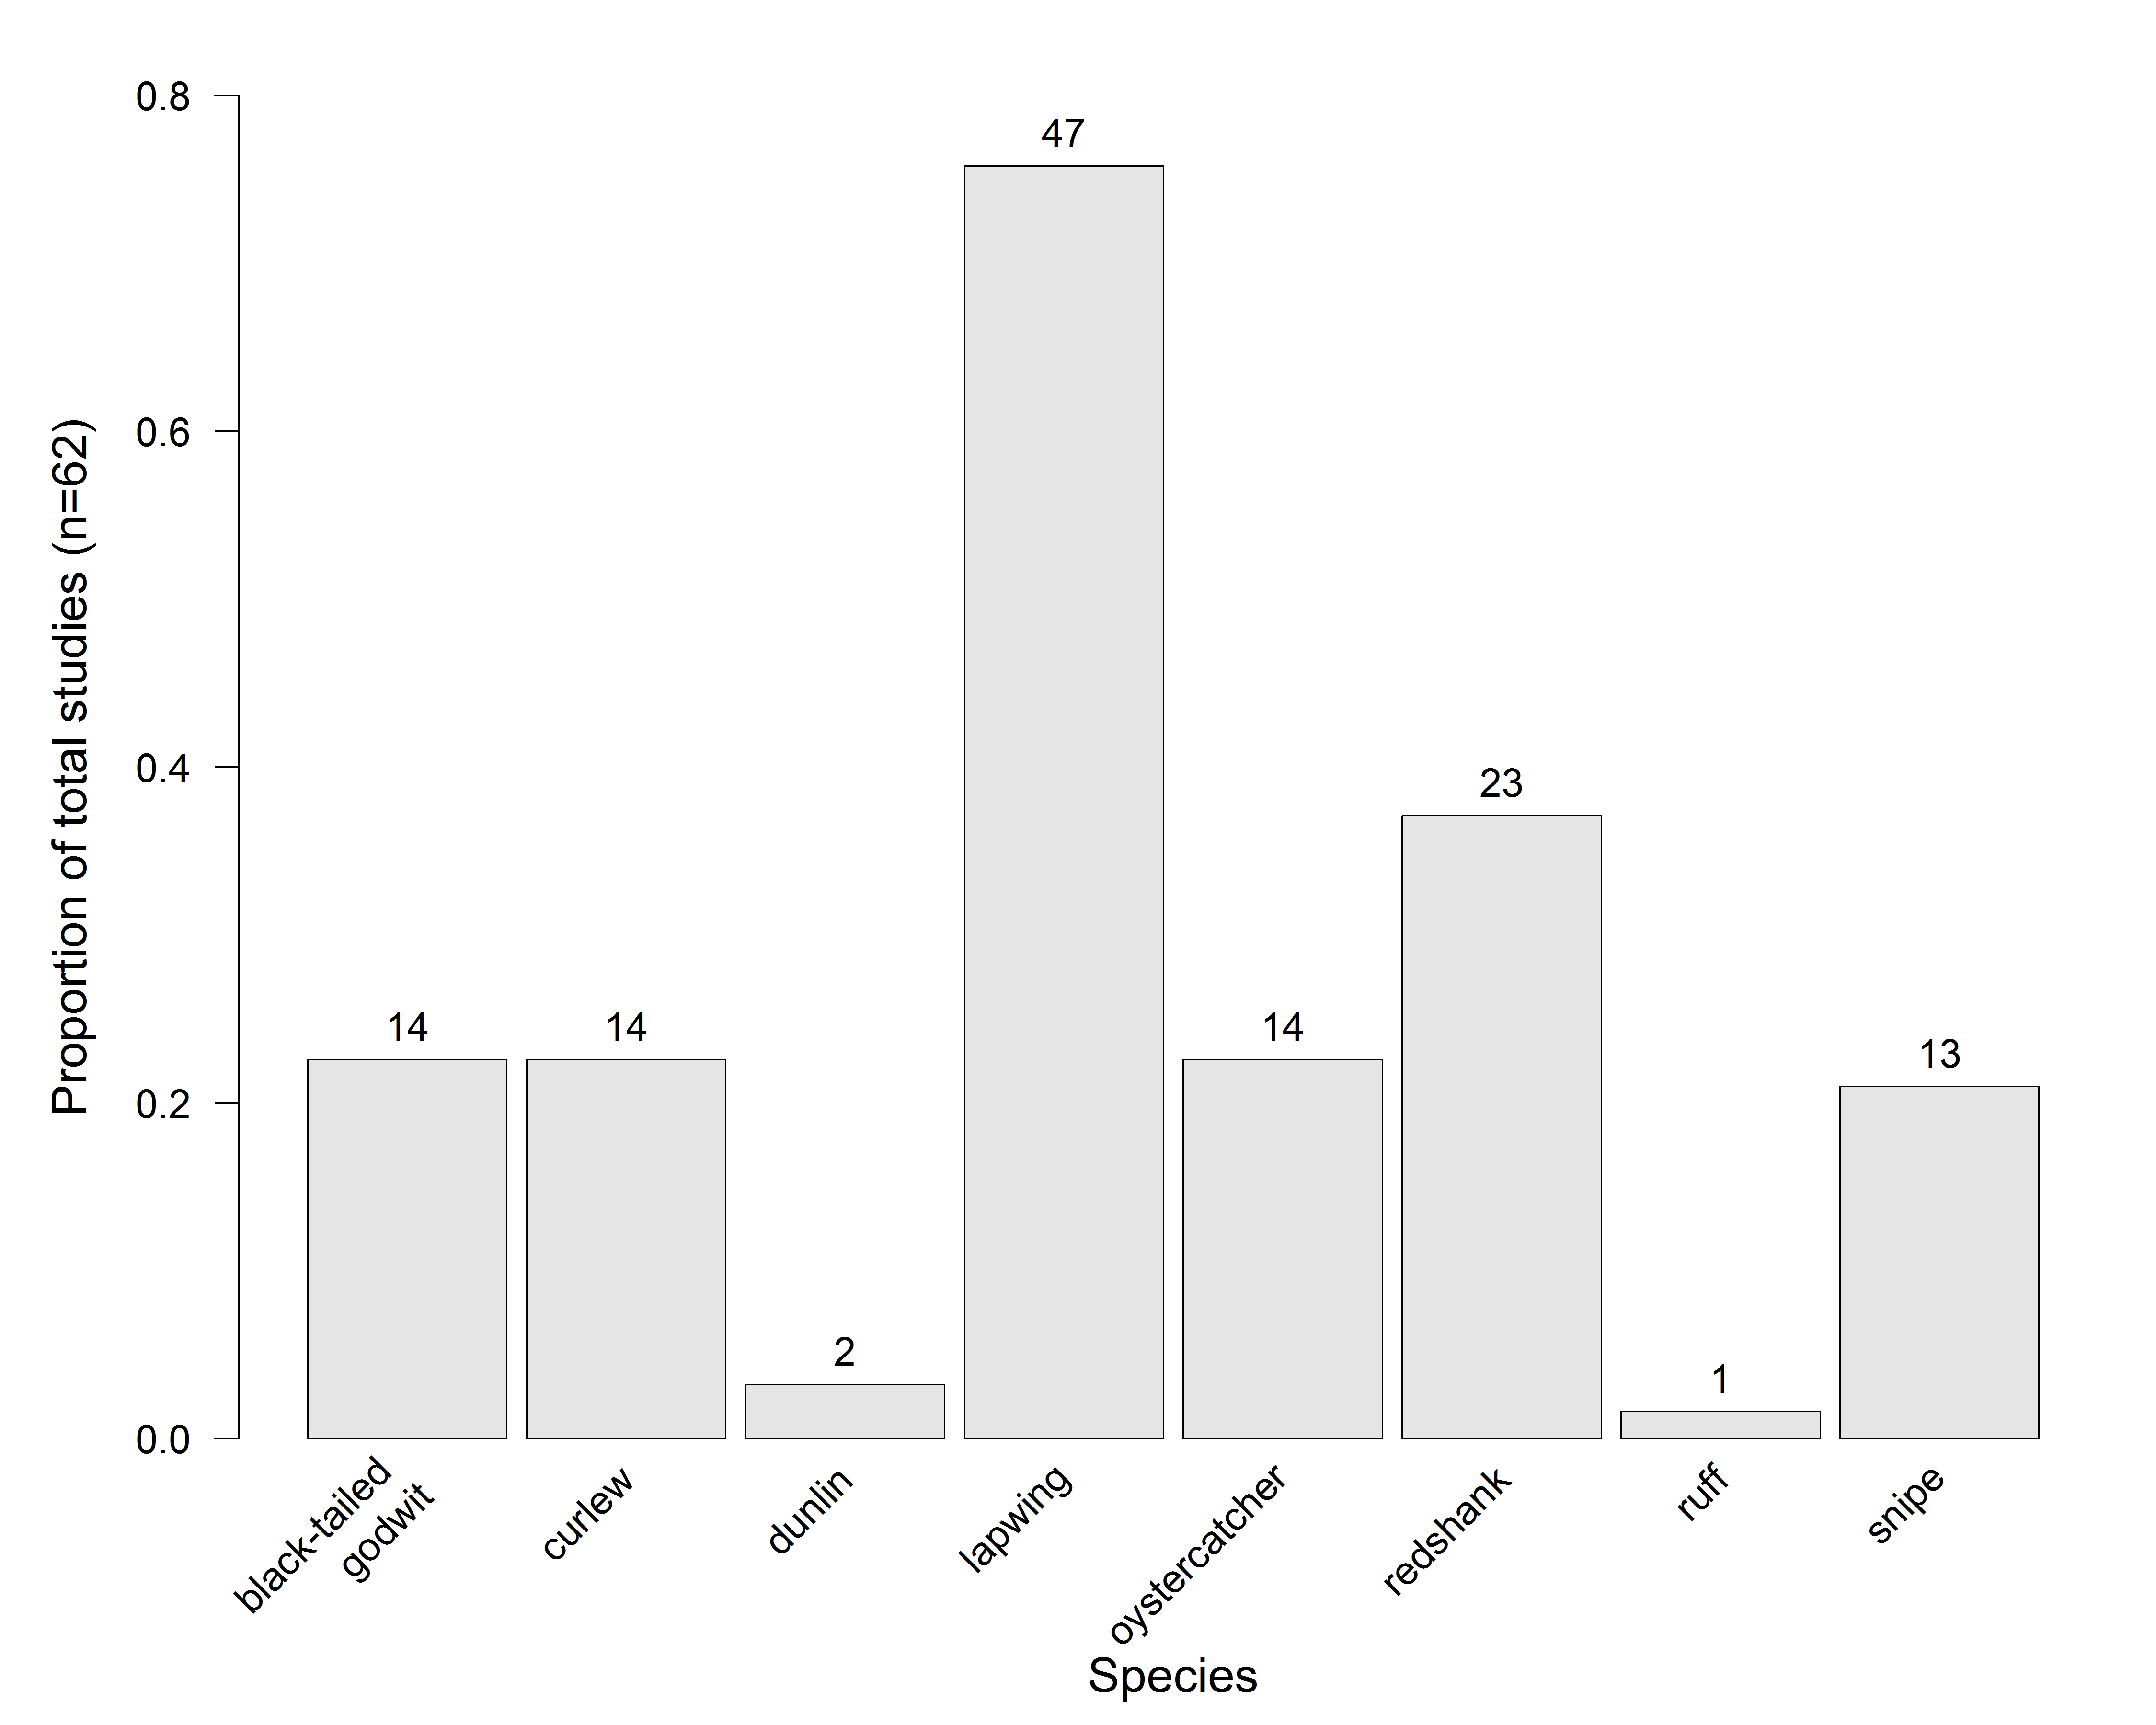 Proportion of total studies (n=62)
0.8
0.6
0.4
0.2
0.0
14
14
2
47
14
23
1
13
black-tailed
godwit
curlew
dunlin
lapwing
oystercatcher
redshank
ruff
snipe
Species